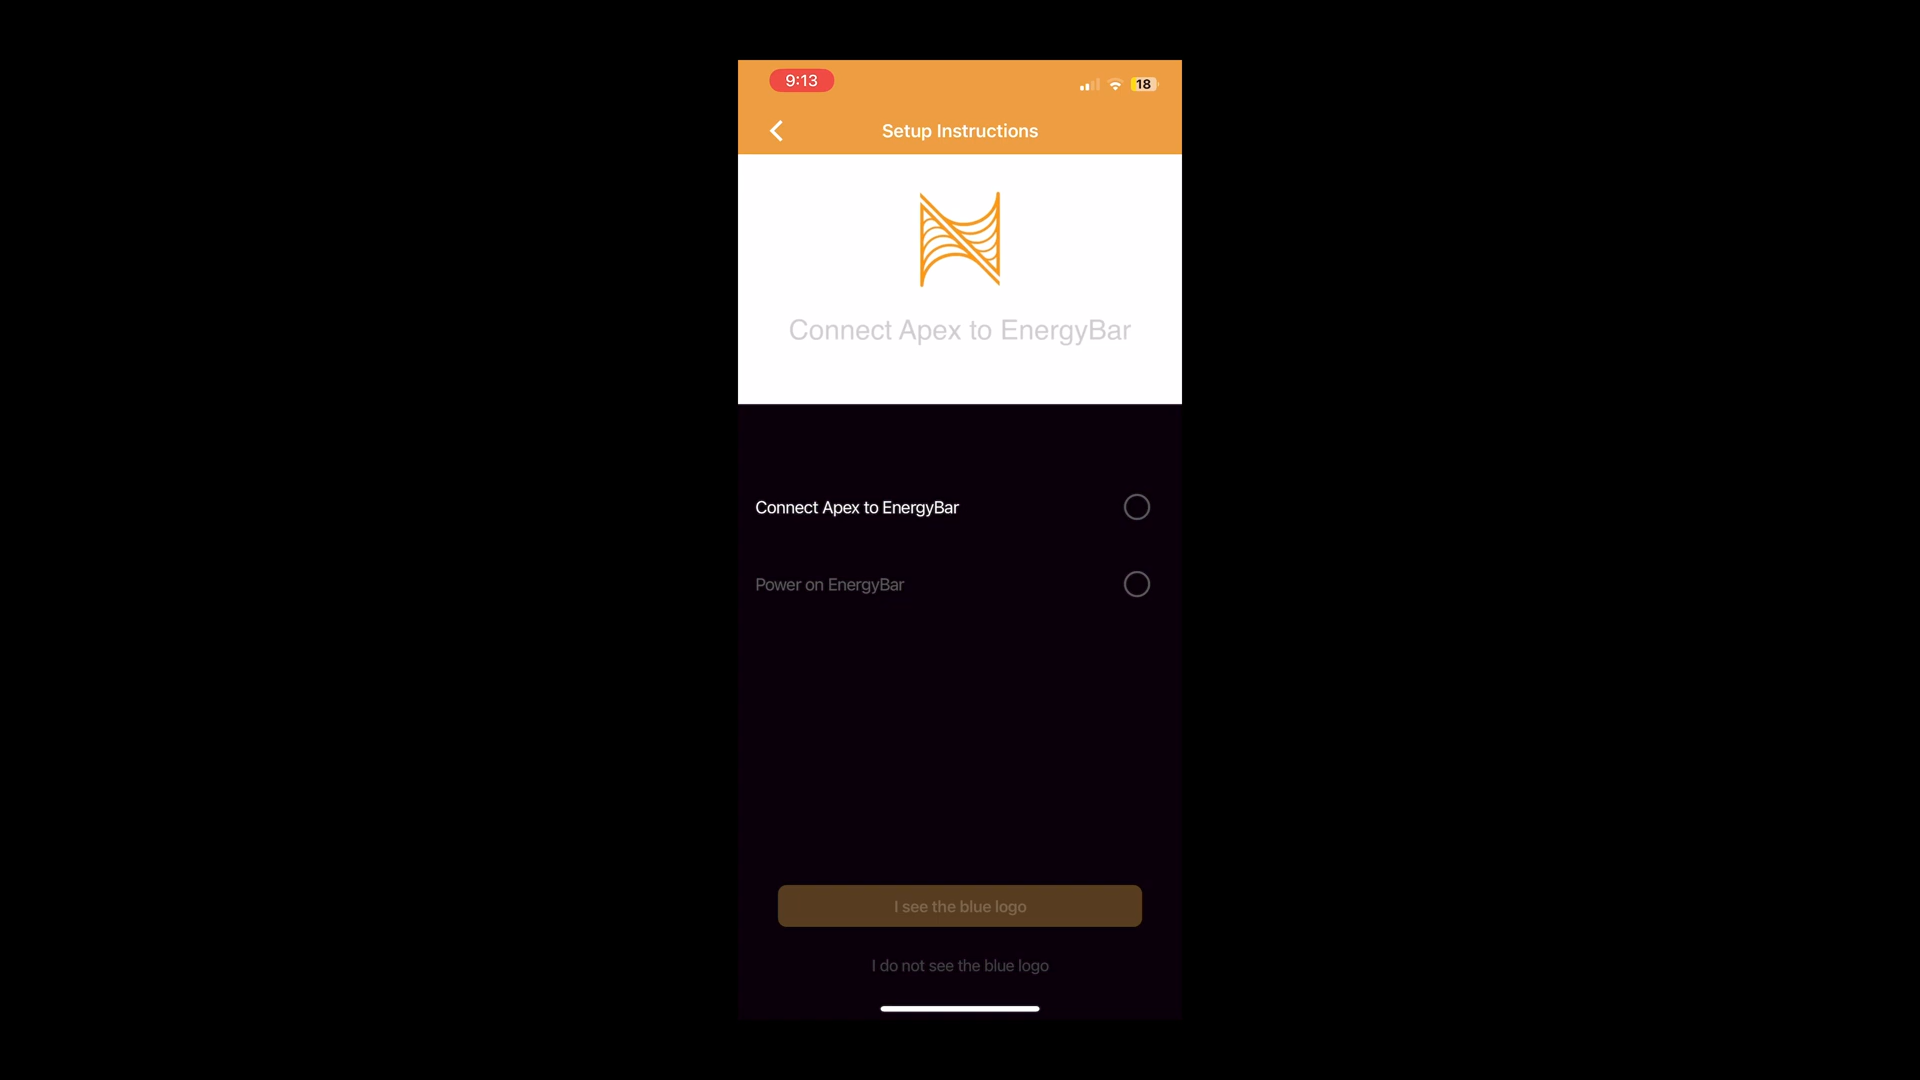 9:13
18
Setup Instructions
Connect Apex to EnergyBar
Connect Apex to EnergyBar
Power on EnergyBar
I see the blue logo
I do not see the blue logo